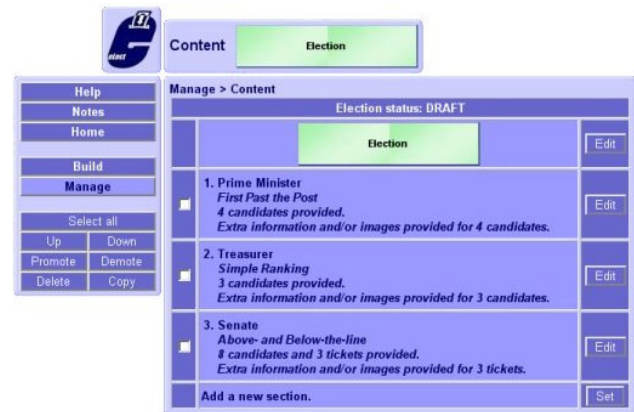 elect
Content
Election
Help
Notes
Home
Build
Manage
Select all
Up Down
Promote Demote
Delete Copy
Manage > Content
Election status: DRAFT
Election
Edit
1. Prime Minister
First Past the Post
4 candidates provided.
Extra information and/or images provided for 4 candidates.
Edit
2. Treasurer
Simple Ranking
3 candidates provided.
Extra information and/or images provided for 3 candidates.
Edit
3. Senate
Above- and Below-the-line
8 candidates and 3 tickets provided.
Extra information and/or images provided for 3 tickets.
Edit
Add a new section.
Set